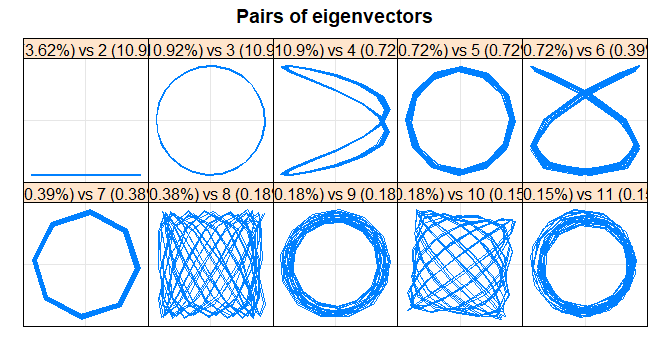 Pairs of eigenvectors
3.62%) vs 2 (10.9
0.92%) vs 3 (10.9
10.9%) vs 4 (0.72
0.72%) vs 5 (0.72%
0.72%) vs 6 (0.39%
0.39%) vs 7 (0.38%
0.38%) vs 8 (0.18%
0.18%) vs 9 (0.18%
0.18%) vs 10 (0.15
0.15%) vs 11 (0.15